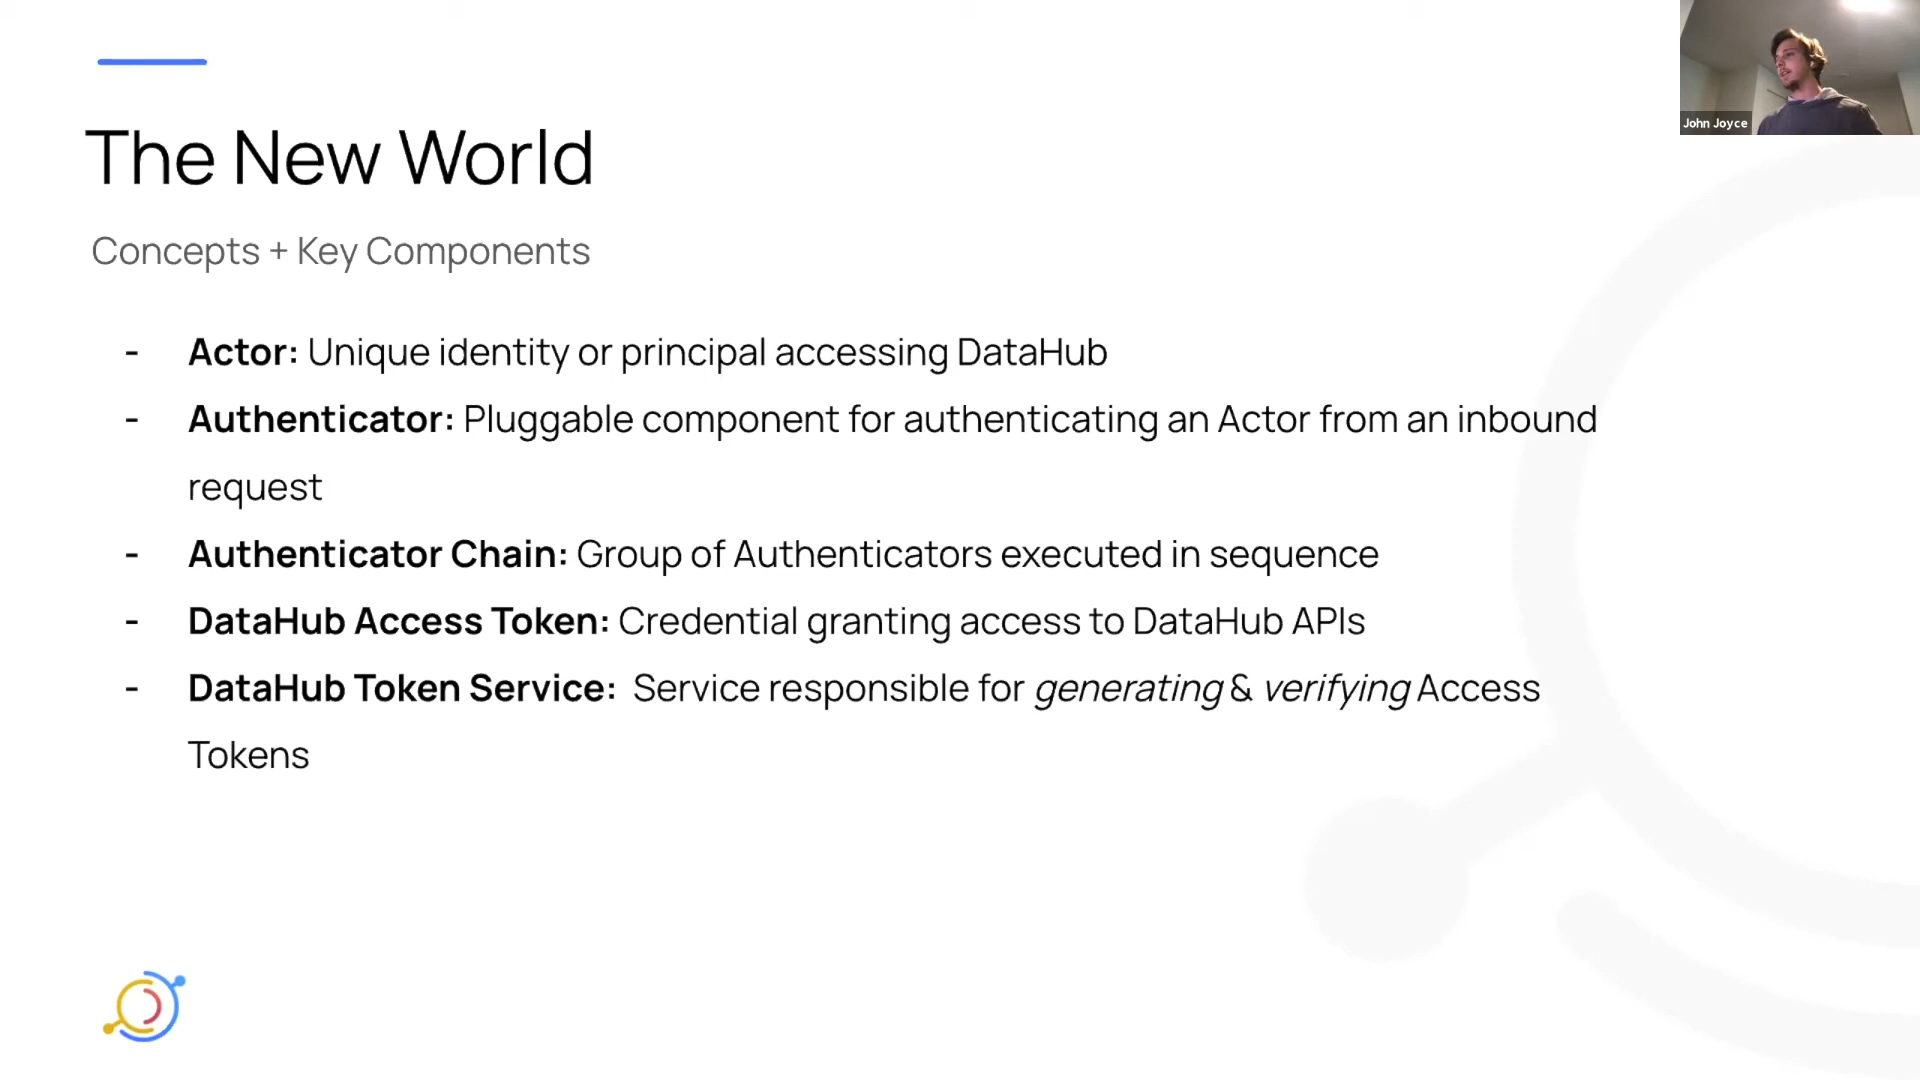 The New World
Concepts + Key Components
- Actor: Unique identity or principal accessing DataHub
- Authenticator: Pluggable component for authenticating an Actor from an inbound
request
- Authenticator Chain: Group of Authenticators executed in sequence
- DataHub Access Token: Credential granting access to DataHub APIs
- DataHub Token Service: Service responsible for generating & verifying Access
Tokens
John Joyce